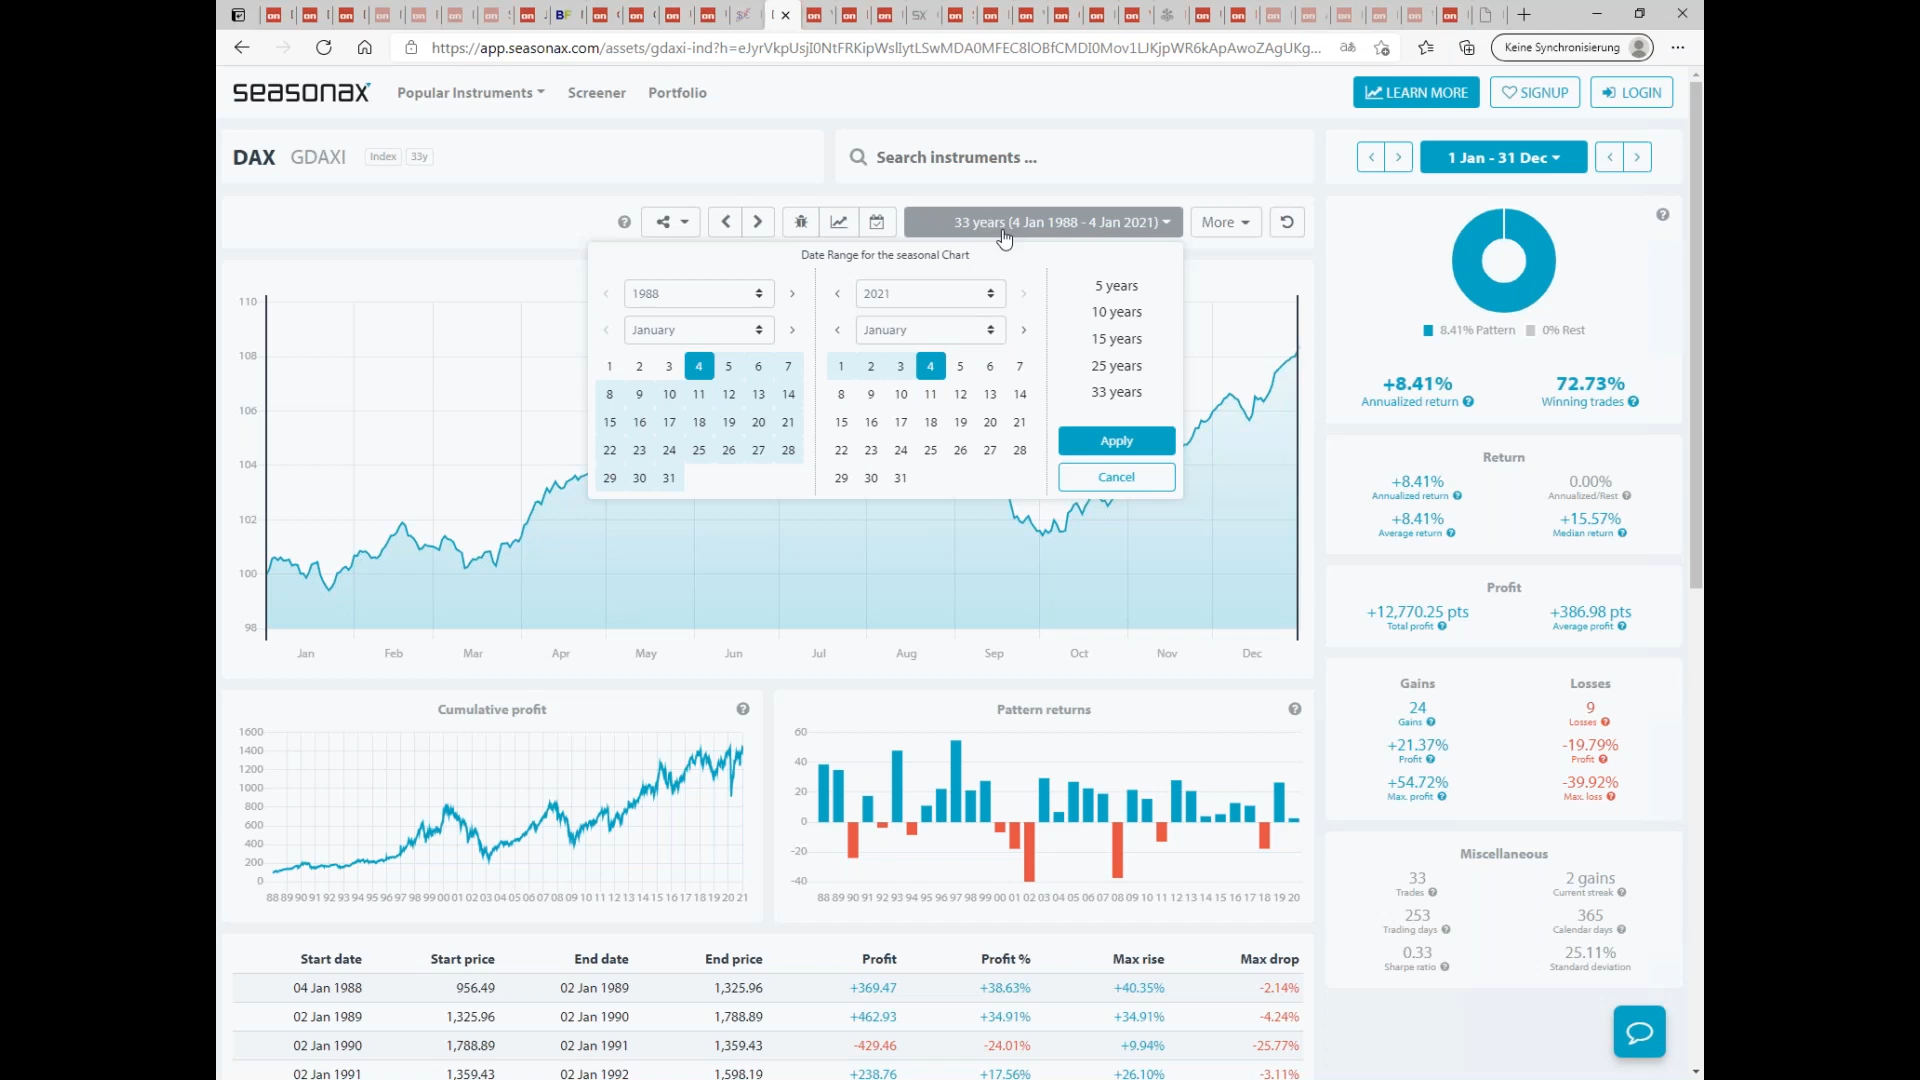 https://app.seasonax.com/assets/gdaxi-ind?h=eJyrVkpUsjI0NtFRKipWslIytLSwMDA0MFEC8lOBfCMDI0Mov1LJKjpWR6kApAwoZAgUKg...
Keine Synchronisierung
seasonax
Popular Instruments
Screener
Portfolio
LEARN MORE
SIGNUP
LOGIN
DAX GDAXI Index 33y
Search instruments ...
1 Jan - 31 Dec
33 years (4 Jan 1988 - 4 Jan 2021)
More
Date Range for the seasonal Chart
1988
2021
January
January
1 2 3 4 5 6 7
8 9 10 11 12 13 14
15 16 17 18 19 20 21
22 23 24 25 26 27 28
29 30 31
1 2 3 4 5 6 7
8 9 10 11 12 13 14
15 16 17 18 19 20 21
22 23 24 25 26 27 28
29 30 31
5 years
10 years
15 years
25 years
33 years
Apply
Cancel
110
108
106
104
102
100
98
Jan Feb Mar Apr May Jun Jul Aug Sep Oct Nov Dec
8.41% Pattern 0% Rest
+8.41% 72.73%
Annualized return Winning trades
Return
+8.41% 0.00%
Annualized return Annualized/Rest
+8.41% +15.57%
Average return Median return
Profit
+12,770.25 pts +386.98 pts
Total profit Average profit
Gains Losses
24 9
Gains Losses
+21.37% -19.79%
Profit Profit
+54.72% -39.92%
Max. profit Max. loss
Miscellaneous
33 2 gains
Trades Current streak
253 365
Trading days Calendar days
0.33 25.11%
Sharpe ratio Standard deviation
Cumulative profit
1600
1400
1200
1000
800
600
400
200
0
88 89 90 91 92 93 94 95 96 97 98 99 00 01 02 03 04 05 06 07 08 09 10 11 12 13 14 15 16 17 18 19 20 21
Pattern returns
60
40
20
0
-20
-40
88 89 90 91 92 93 94 95 96 97 98 99 00 01 02 03 04 05 06 07 08 09 10 11 12 13 14 15 16 17 18 19 20
Start date Start price End date End price Profit Profit % Max rise Max drop
04 Jan 1988 956.49 02 Jan 1989 1,325.96 +369.47 +38.63% +40.35% -2.14%
02 Jan 1989 1,325.96 02 Jan 1990 1,788.89 +462.93 +34.91% +34.91% -4.24%
02 Jan 1990 1,788.89 02 Jan 1991 1,359.43 -429.46 -24.01% +9.94% -25.77%
02 Jan 1991 1,359.43 02 Jan 1992 1,598.19 +238.76 +17.56% +26.10% -3.11%